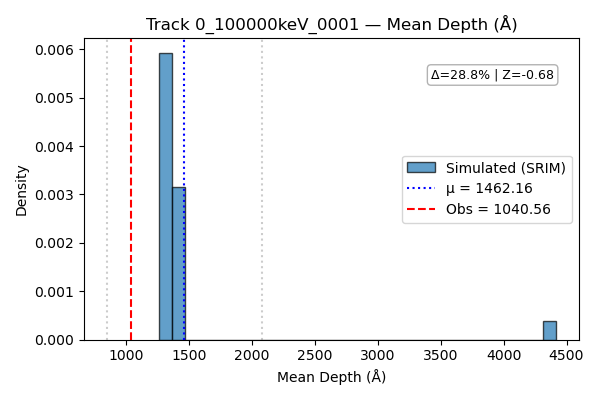 Track 0_100000keV_0001 — Mean Depth (Å)
0.006
0.005
0.004
0.003
0.002
0.001
0.000
Density
Δ=28.8% | Z=-0.68
Simulated (SRIM)
μ = 1462.16
Obs = 1040.56
1000 1500 2000 2500 3000 3500 4000 4500
Mean Depth (Å)